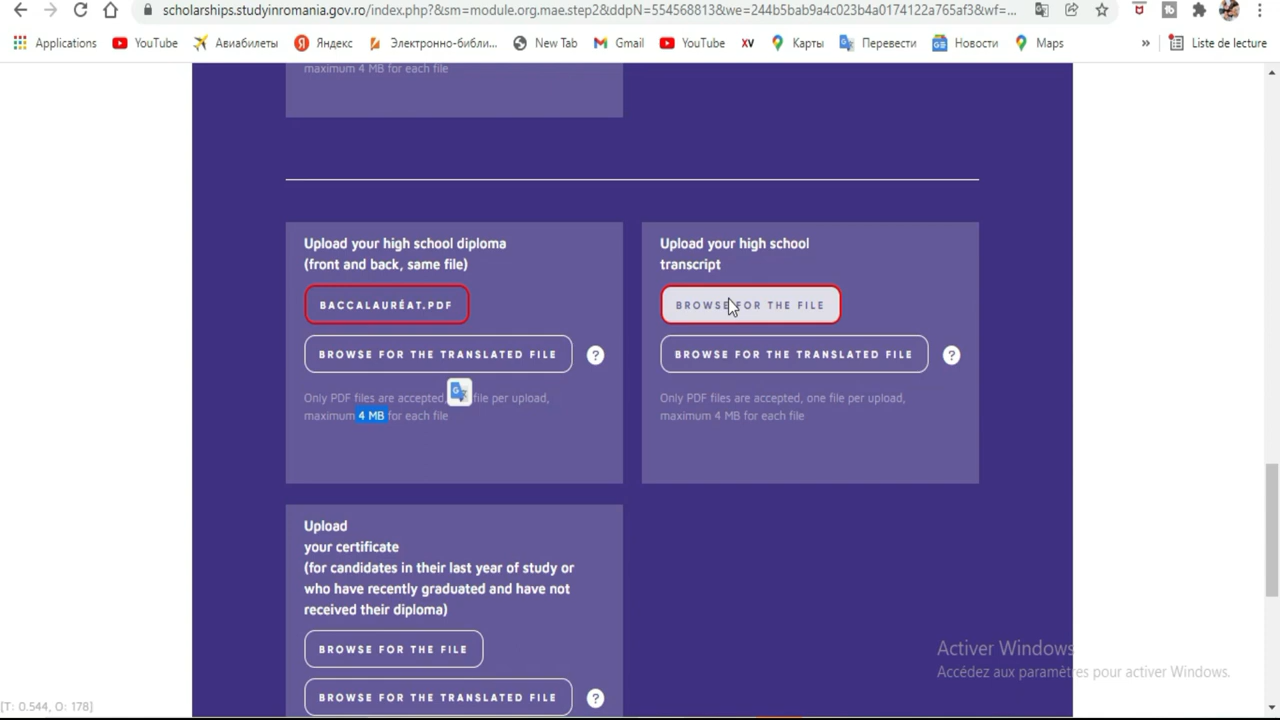 scholarships.studyinromania.gov.ro/index.php?&sm=module.org.mae.step2&ddpN=554568813&we=244b5bab9a4c023b4a0174122a765af3&wf=...
Applications YouTube Авиабилеты Яндекс Электронно-библи... New Tab Gmail YouTube XV Карты Перевести Новости Maps » Liste de lecture
maximum 4 MB for each file
Upload your high school diploma
(front and back, same file)
BACCALAURÉAT.PDF
BROWSE FOR THE TRANSLATED FILE ?
Only PDF files are accepted, file per upload,
maximum 4 MB for each file
Upload your high school
transcript
BROWSE FOR THE FILE
BROWSE FOR THE TRANSLATED FILE ?
Only PDF files are accepted, one file per upload,
maximum 4 MB for each file
Upload
your certificate
(for candidates in their last year of study or
who have recently graduated and have not
received their diploma)
BROWSE FOR THE FILE
BROWSE FOR THE TRANSLATED FILE ?
Activer Windows
Accédez aux paramètres pour activer Windows.
[T: 0.544, O: 178]